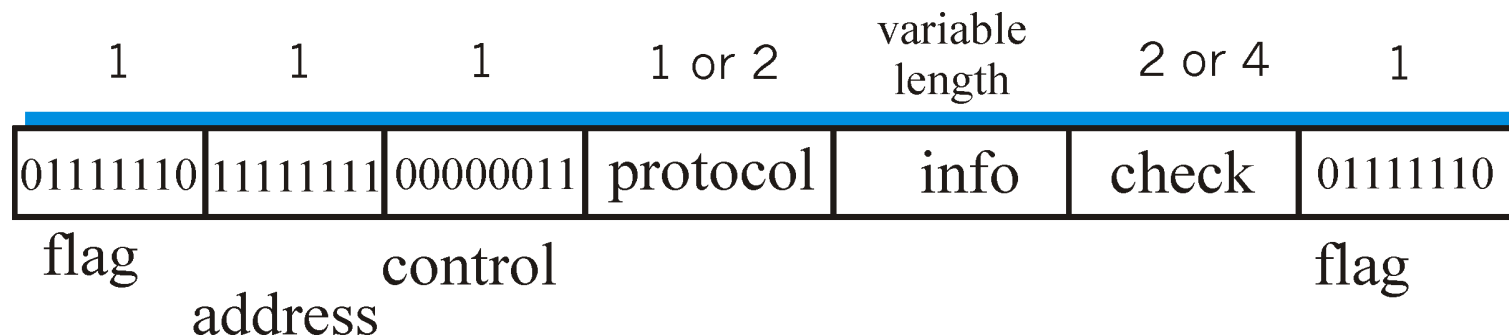 variable
1 1 1 1 or 2 length 2 or 4 1
01111110 11111111 00000011 protocol info check 01111110
flag control flag
address